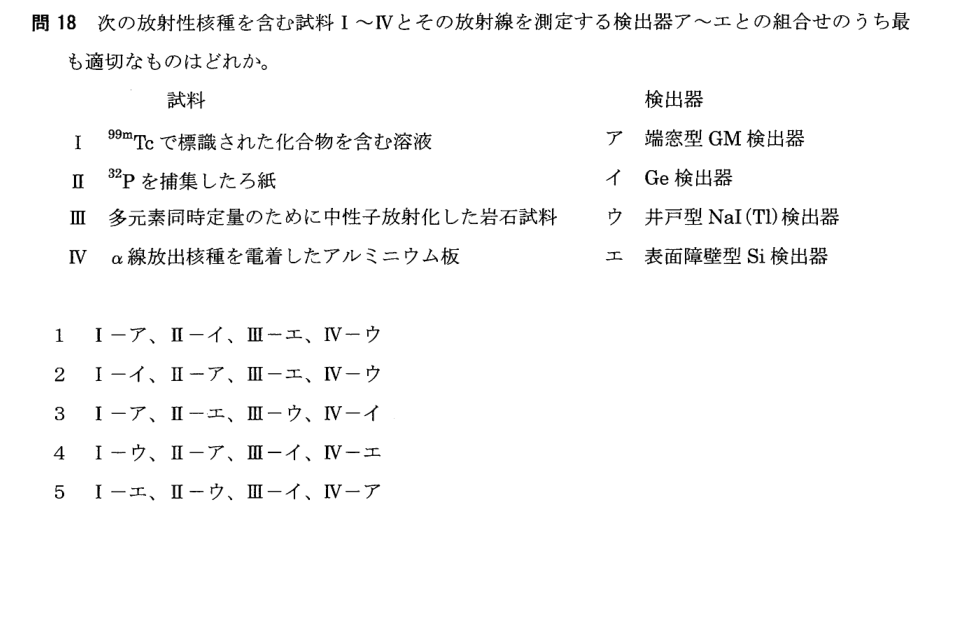 問 18 次の放射性核種を含む試料Ⅰ～Ⅳとその放射線を測定する検出器ア～エとの組合せのうち最
も適切なものはどれか。
試料 検出器
Ⅰ ⁹⁹ᵐTc で標識された化合物を含む溶液 ア 端窓型 GM 検出器
Ⅱ ³²P を捕集したろ紙 イ Ge 検出器
Ⅲ 多元素同時定量のために中性子放射化した岩石試料 ウ 井戸型 NaI(Tl)検出器
Ⅳ α線放出核種を電着したアルミニウム板 エ 表面障壁型 Si 検出器
1 Ⅰ－ア、Ⅱ－イ、Ⅲ－エ、Ⅳ－ウ
2 Ⅰ－イ、Ⅱ－ア、Ⅲ－エ、Ⅳ－ウ
3 Ⅰ－ア、Ⅱ－エ、Ⅲ－ウ、Ⅳ－イ
4 Ⅰ－ウ、Ⅱ－ア、Ⅲ－イ、Ⅳ－エ
5 Ⅰ－エ、Ⅱ－ウ、Ⅲ－イ、Ⅳ－ア